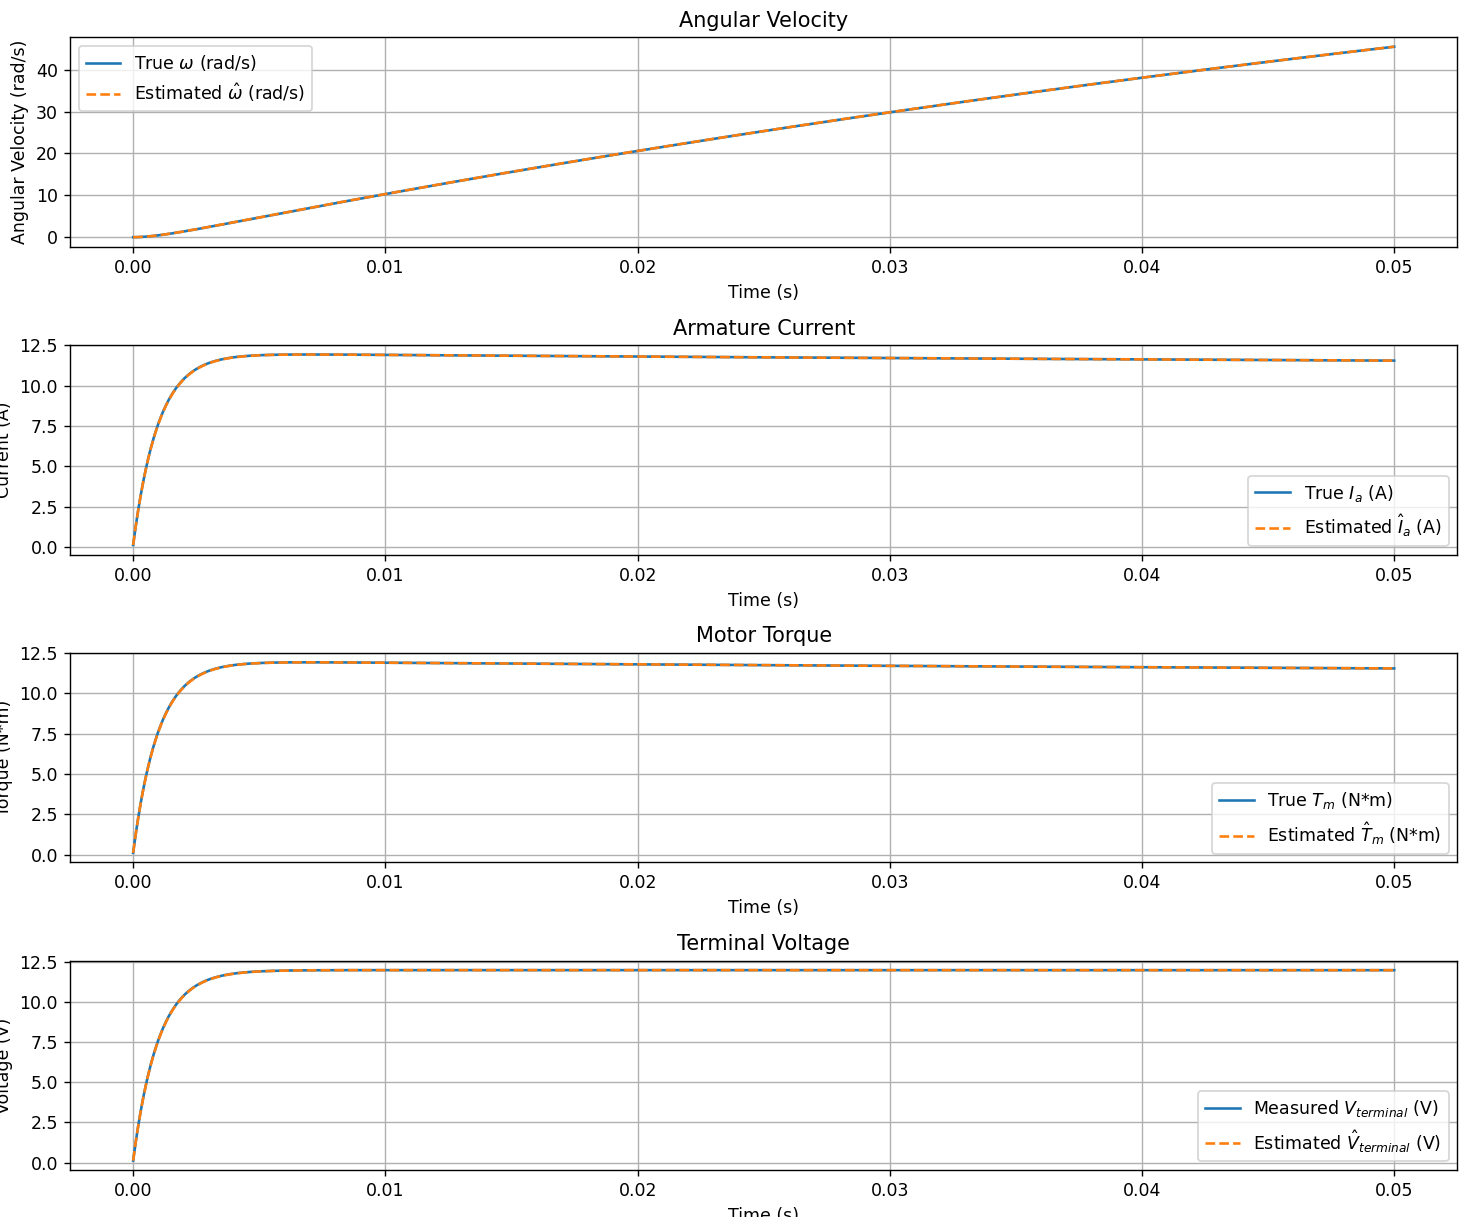 Angular Velocity
Angular Velocity (rad/s)
True ω (rad/s)
Estimated ω̂ (rad/s)
40
30
20
10
0
0.00 0.01 0.02 0.03 0.04 0.05
Time (s)
Armature Current
Current (A)
12.5
10.0
7.5
5.0
2.5
0.0
True I_a (A)
Estimated Î_a (A)
0.00 0.01 0.02 0.03 0.04 0.05
Time (s)
Motor Torque
Torque (N*m)
12.5
10.0
7.5
5.0
2.5
0.0
True T_m (N*m)
Estimated T̂_m (N*m)
0.00 0.01 0.02 0.03 0.04 0.05
Time (s)
Terminal Voltage
Voltage (V)
12.5
10.0
7.5
5.0
2.5
0.0
Measured V_terminal (V)
Estimated V̂_terminal (V)
0.00 0.01 0.02 0.03 0.04 0.05
Time (s)